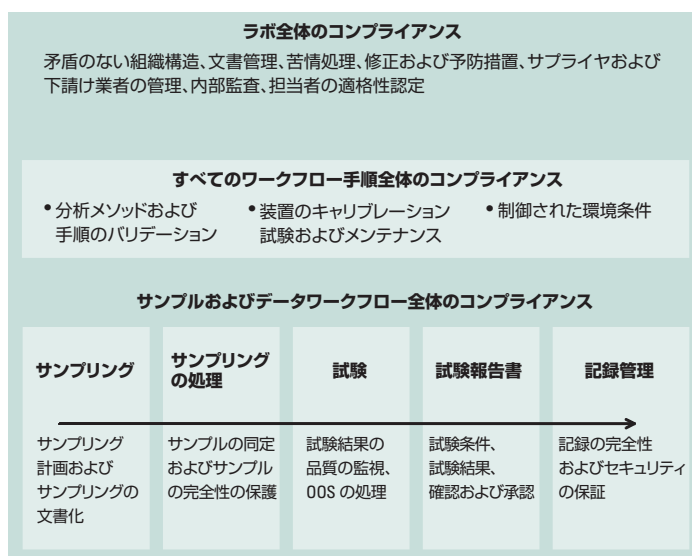 ラボ全体のコンプライアンス
矛盾のない組織構造、文書管理、苦情処理、修正および予防措置、サプライヤおよび
下請け業者の管理、内部監査、担当者の適格性認定
すべてのワークフロー手順全体のコンプライアンス
• 分析メソッドおよび
手順のバリデーション
• 装置のキャリブレーション
試験およびメンテナンス
• 制御された環境条件
サンプルおよびデータワークフロー全体のコンプライアンス
サンプリング
サンプリング
の処理
試験
試験報告書
記録管理
サンプリング
計画および
サンプリングの
文書化
サンプルの同定
およびサンプル
の完全性の保護
試験結果の
品質の監視、
OOS の処理
試験条件、
試験結果、
確認および承認
記録の完全性
およびセキュリティ
の保証